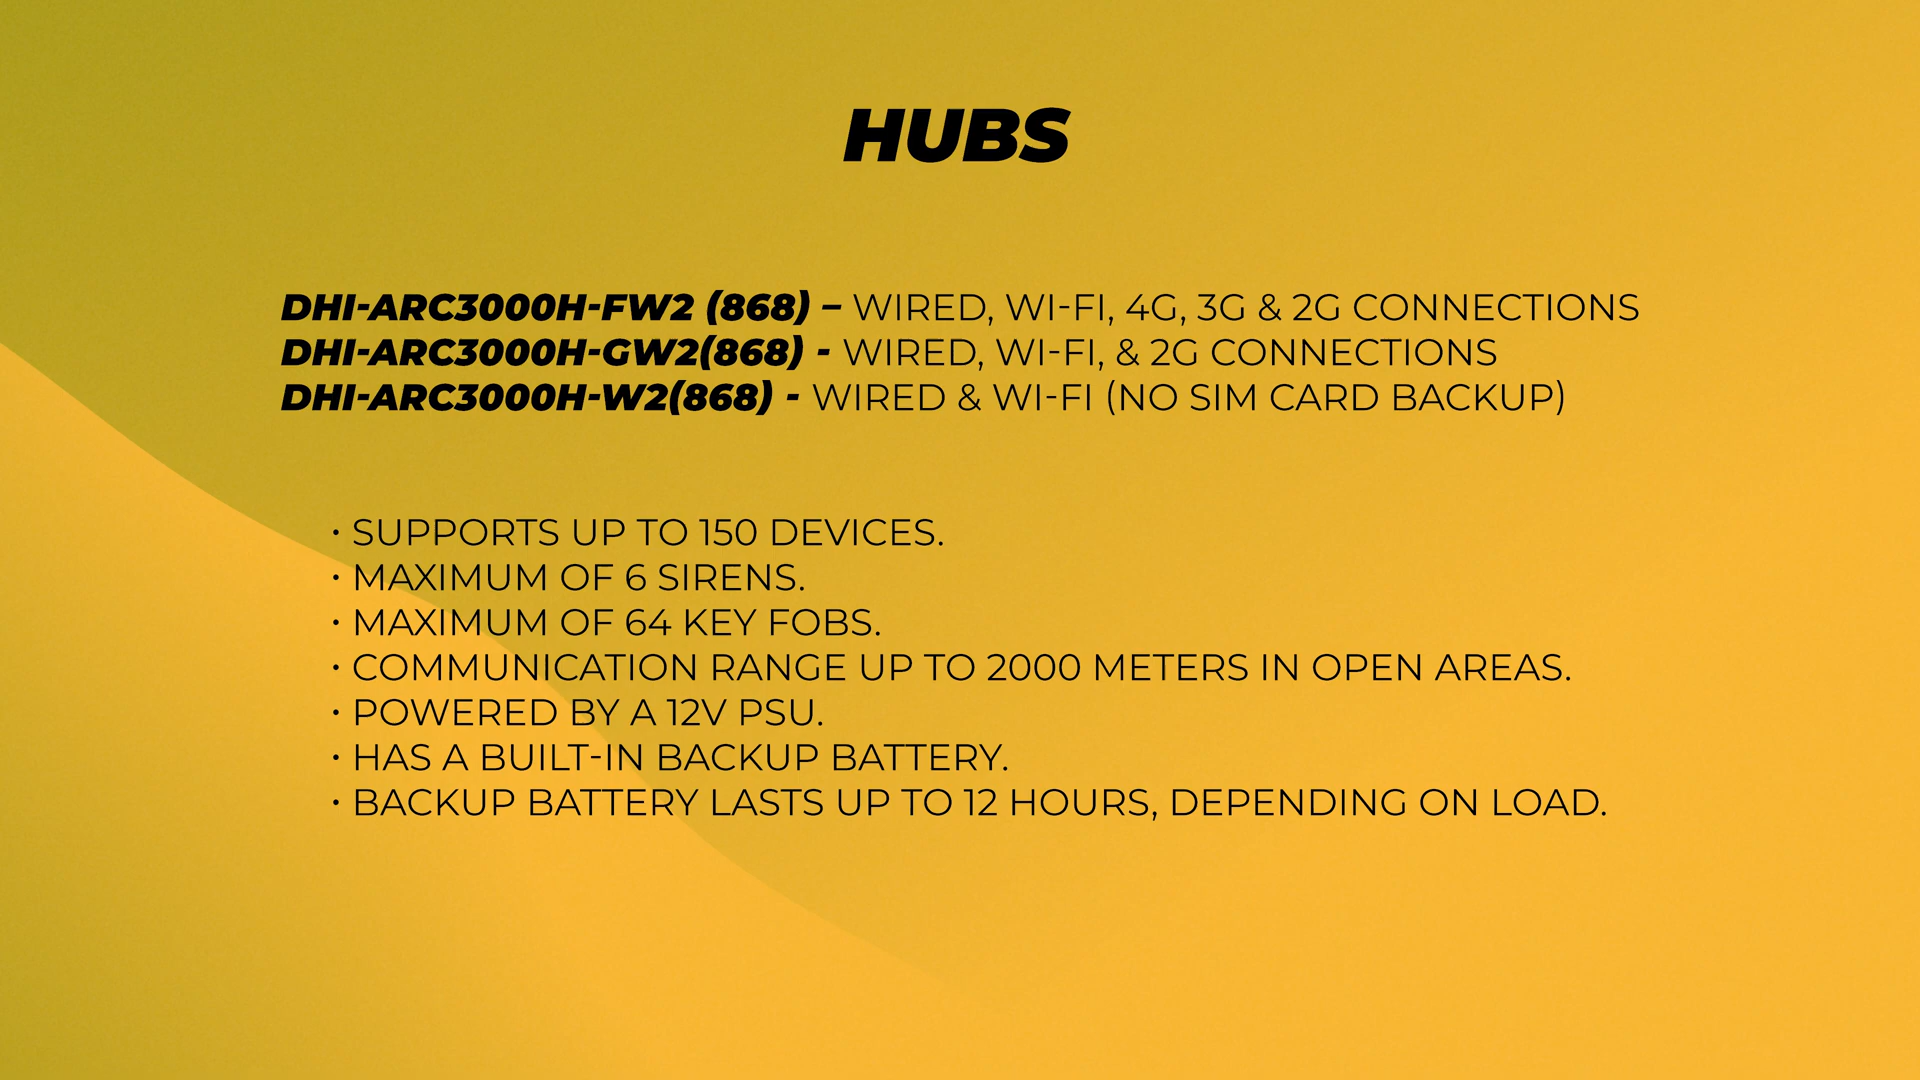 HUBS
DHI-ARC3000H-FW2 (868) – WIRED, WI-FI, 4G, 3G & 2G CONNECTIONS
DHI-ARC3000H-GW2(868) - WIRED, WI-FI, & 2G CONNECTIONS
DHI-ARC3000H-W2(868) - WIRED & WI-FI (NO SIM CARD BACKUP)
• SUPPORTS UP TO 150 DEVICES.
• MAXIMUM OF 6 SIRENS.
• MAXIMUM OF 64 KEY FOBS.
• COMMUNICATION RANGE UP TO 2000 METERS IN OPEN AREAS.
• POWERED BY A 12V PSU.
• HAS A BUILT-IN BACKUP BATTERY.
• BACKUP BATTERY LASTS UP TO 12 HOURS, DEPENDING ON LOAD.